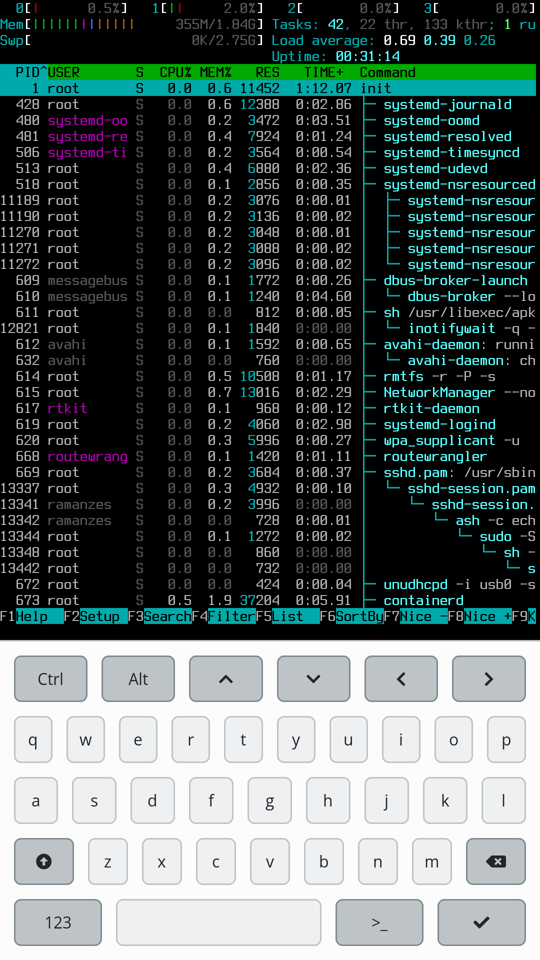 0[| 0.5%] 1[|| 2.0%] 2[ 0.0%] 3[ 0.0%]
Mem[|||||||||||||||||| 355M/1.84G] Tasks: 42, 22 thr, 133 kthr; 1 ru
Swp[ 0K/2.75G] Load average: 0.69 0.39 0.26
Uptime: 00:31:14
PID^USER S CPU% MEM% RES TIME+ Command
1 root S 0.0 0.6 11452 1:12.07 init
428 root S 0.0 0.6 12388 0:02.86 ├─ systemd-journald
480 systemd-oo S 0.0 0.2 3472 0:03.51 ├─ systemd-oomd
481 systemd-re S 0.0 0.4 7924 0:01.24 ├─ systemd-resolved
506 systemd-ti S 0.0 0.2 3564 0:00.54 ├─ systemd-timesyncd
513 root S 0.0 0.4 6880 0:02.36 ├─ systemd-udevd
518 root S 0.0 0.1 2856 0:00.35 ├─ systemd-nsresourced
11189 root S 0.0 0.2 3076 0:00.01 │ ├─ systemd-nsresour
11190 root S 0.0 0.2 3136 0:00.02 │ ├─ systemd-nsresour
11270 root S 0.0 0.2 3048 0:00.01 │ ├─ systemd-nsresour
11271 root S 0.0 0.2 3088 0:00.02 │ ├─ systemd-nsresour
11272 root S 0.0 0.2 3096 0:00.02 │ └─ systemd-nsresour
609 messagebus S 0.0 0.1 1772 0:00.26 ├─ dbus-broker-launch
610 messagebus S 0.0 0.1 1240 0:04.60 │ └─ dbus-broker --lo
611 root S 0.0 0.0 812 0:00.05 ├─ sh /usr/libexec/apk
12821 root S 0.0 0.1 1840 0:00.00 │ └─ inotifywait -q -
612 avahi S 0.0 0.1 1592 0:00.65 ├─ avahi-daemon: runni
632 avahi S 0.0 0.0 760 0:00.00 │ └─ avahi-daemon: ch
614 root S 0.0 0.5 10508 0:01.17 ├─ rmtfs -r -P -s
615 root S 0.0 0.7 13016 0:02.29 ├─ NetworkManager --no
617 rtkit S 0.0 0.1 968 0:00.12 ├─ rtkit-daemon
619 root S 0.0 0.2 4060 0:02.98 ├─ systemd-logind
620 root S 0.0 0.3 5996 0:00.27 ├─ wpa_supplicant -u
668 routewrang S 0.0 0.1 1420 0:01.11 ├─ routewrangler
669 root S 0.0 0.2 3684 0:00.37 ├─ sshd.pam: /usr/sbin
13337 root S 0.0 0.3 4932 0:00.10 │ └─ sshd-session.pam
13341 ramanzes S 0.0 0.2 3996 0:00.00 │ └─ sshd-session.
13342 ramanzes S 0.0 0.0 728 0:00.01 │ └─ ash -c ech
13344 root S 0.0 0.1 1272 0:00.02 │ └─ sudo -S
13348 root S 0.0 0.0 860 0:00.00 │ └─ sh -
13442 root S 0.0 0.0 732 0:00.00 │ └─ s
672 root S 0.0 0.0 424 0:00.04 ├─ unudhcpd -i usb0 -s
673 root S 0.5 1.9 37204 0:05.91 ├─ containerd
F1Help F2Setup F3SearchF4FilterF5List F6SortByF7Nice -F8Nice +F9K
Ctrl Alt
q w e r t y u i o p
a s d f g h j k l
z x c v b n m
123 >_